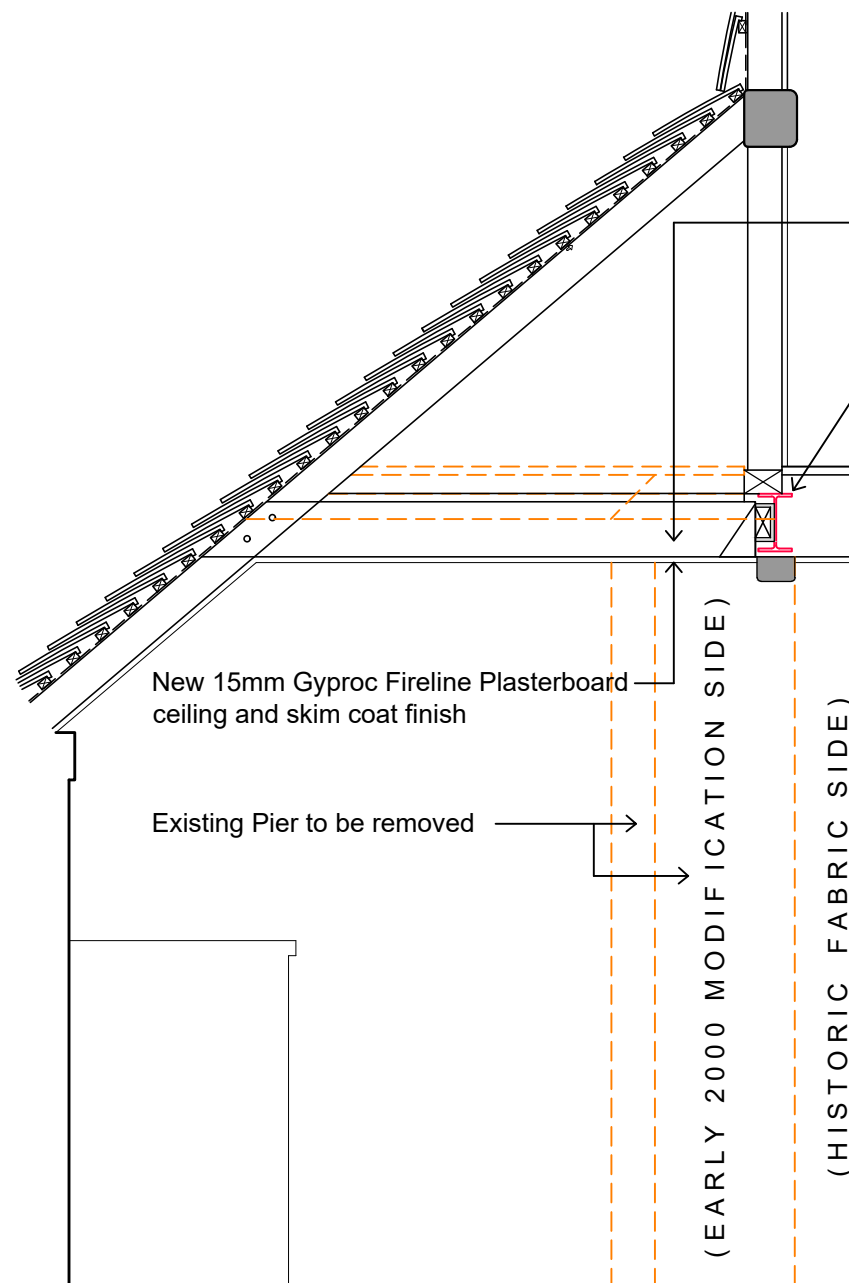 New 15mm Gyproc Fireline Plasterboard
ceiling and skim coat finish
Existing Pier to be removed
(EARLY 2000 MODIFICATION SIDE)
(HISTORIC FABRIC SIDE)